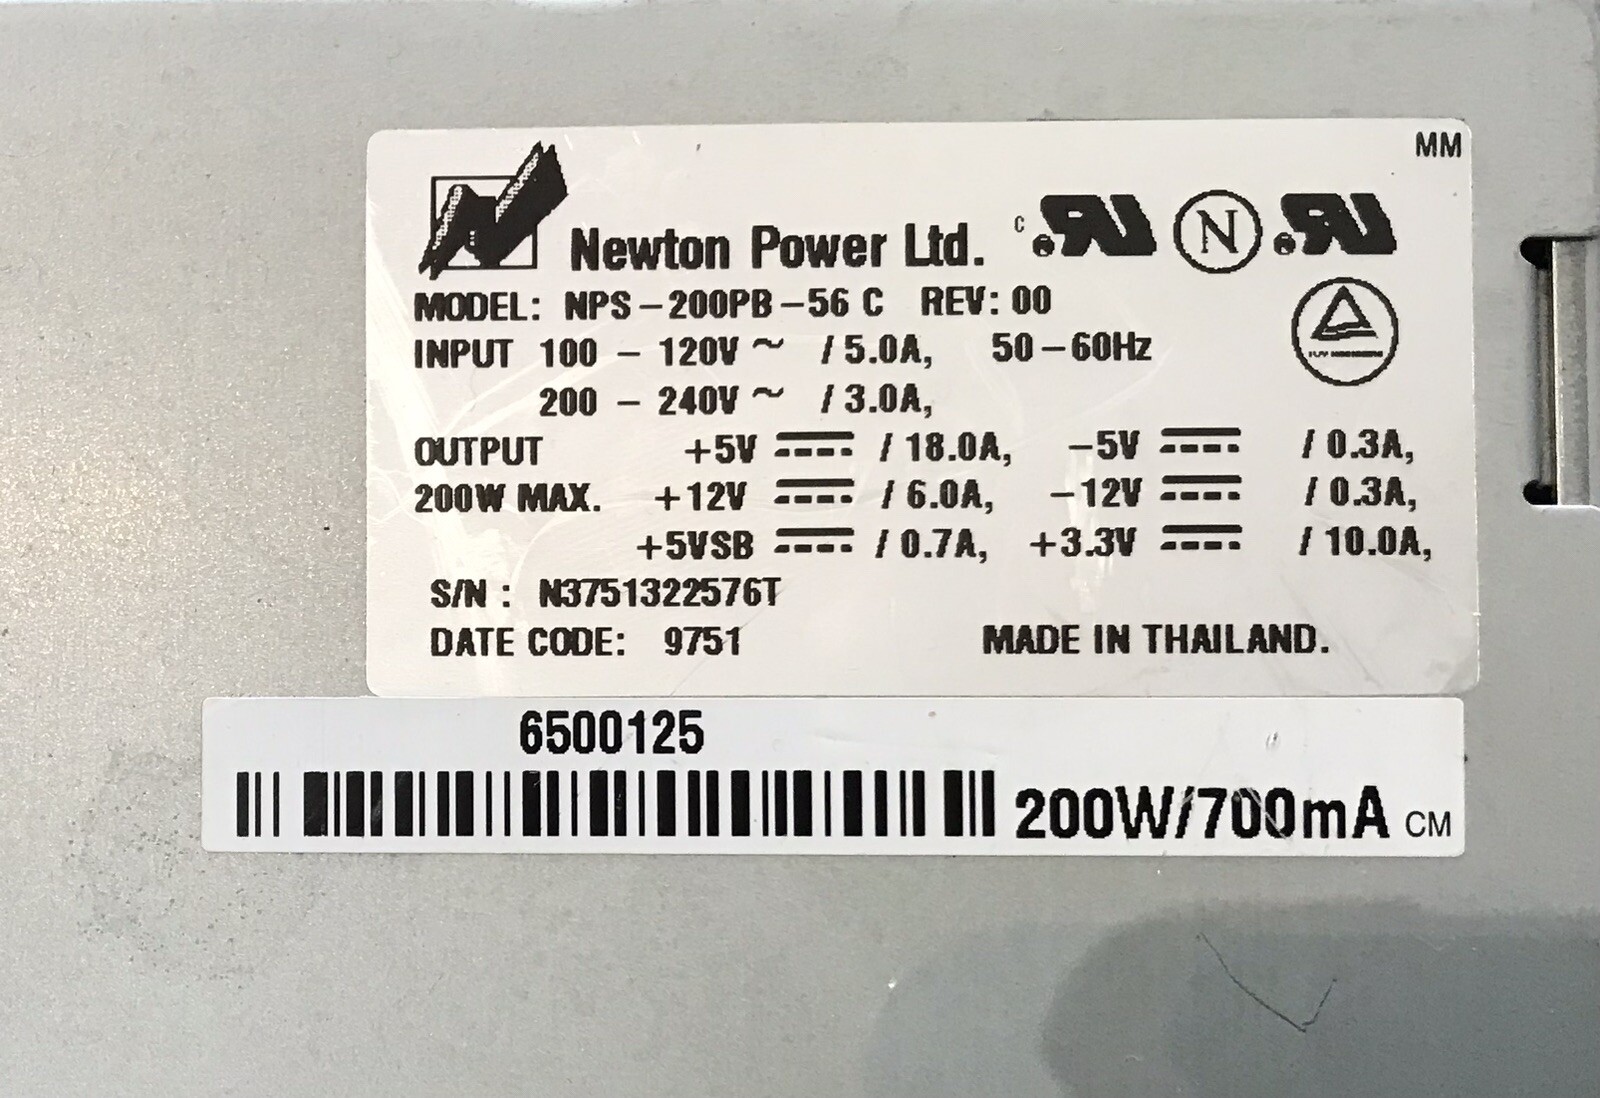 MM
Newton Power Ltd.
c RU N RU
MODEL: NPS-200PB-56 C REV: 00
INPUT 100 - 120V ~ / 5.0A, 50-60Hz
200 - 240V ~ / 3.0A,
OUTPUT +5V ⎓ / 18.0A, -5V ⎓ / 0.3A,
200W MAX. +12V ⎓ / 6.0A, -12V ⎓ / 0.3A,
+5VSB ⎓ / 0.7A, +3.3V ⎓ / 10.0A,
S/N : N3751322576T
DATE CODE: 9751 MADE IN THAILAND.
6500125
200W/700mA CM